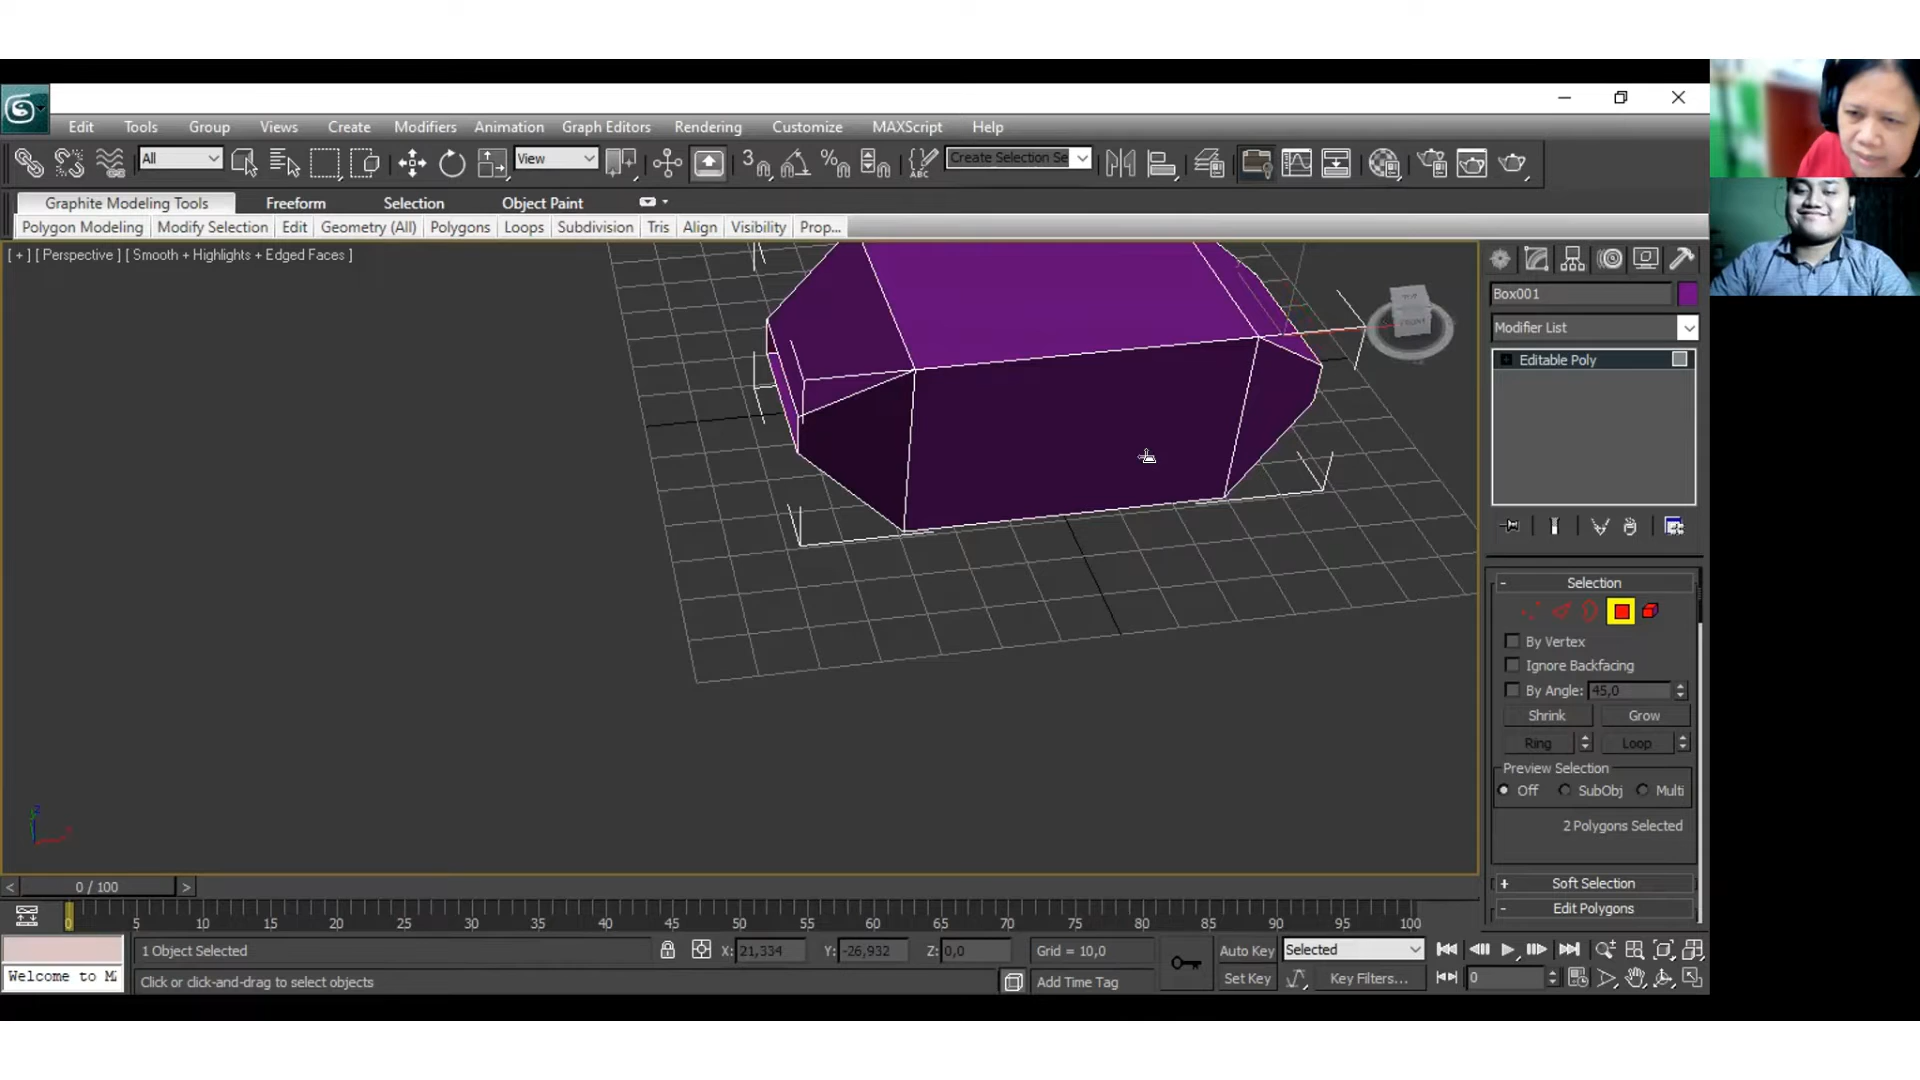 Edit Tools Group Views Create Modifiers Animation Graph Editors Rendering Customize MAXScript Help
All View 3 % ABC Create Selection Se
Graphite Modeling Tools Freeform Selection Object Paint
Polygon Modeling Modify Selection Edit Geometry (All) Polygons Loops Subdivision Tris Align Visibility Prop...
[ + ] [ Perspective ] [ Smooth + Highlights + Edged Faces ]
Box001
Modifier List
Editable Poly
Selection
By Vertex
Ignore Backfacing
By Angle: 45,0
Shrink Grow
Ring Loop
Preview Selection
Off SubObj Multi
2 Polygons Selected
+ Soft Selection
- Edit Polygons
< 0 / 100 >
0 5 10 15 20 25 30 35 40 45 50 55 60 65 70 75 80 85 90 95 100
1 Object Selected X: 21,334 Y: -26,932 Z: 0,0 Grid = 10,0 Auto Key Selected
Welcome to M Click or click-and-drag to select objects Add Time Tag Set Key Key Filters... 0